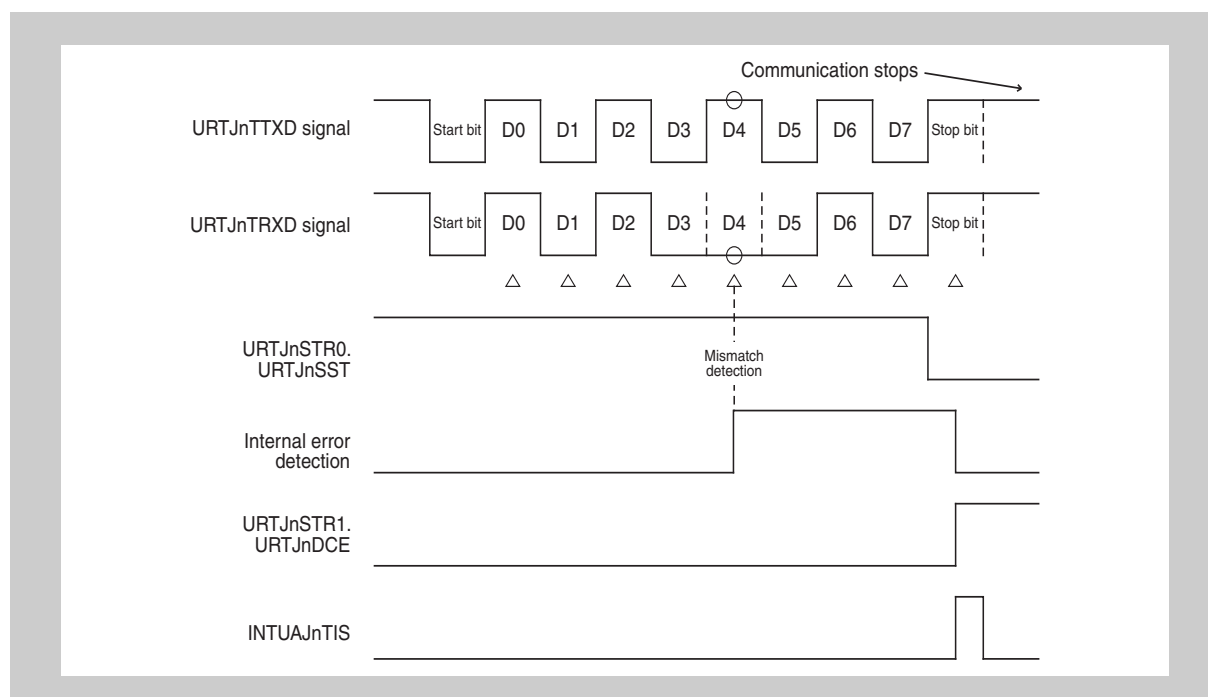 Communication stops
URTJnTTXD signal
Start bit D0 D1 D2 D3 D4 D5 D6 D7 Stop bit
URTJnTRXD signal
Start bit D0 D1 D2 D3 D4 D5 D6 D7 Stop bit
URTJnSTR0.
URTJnSST
Mismatch
detection
Internal error
detection
URTJnSTR1.
URTJnDCE
INTUAJnTIS